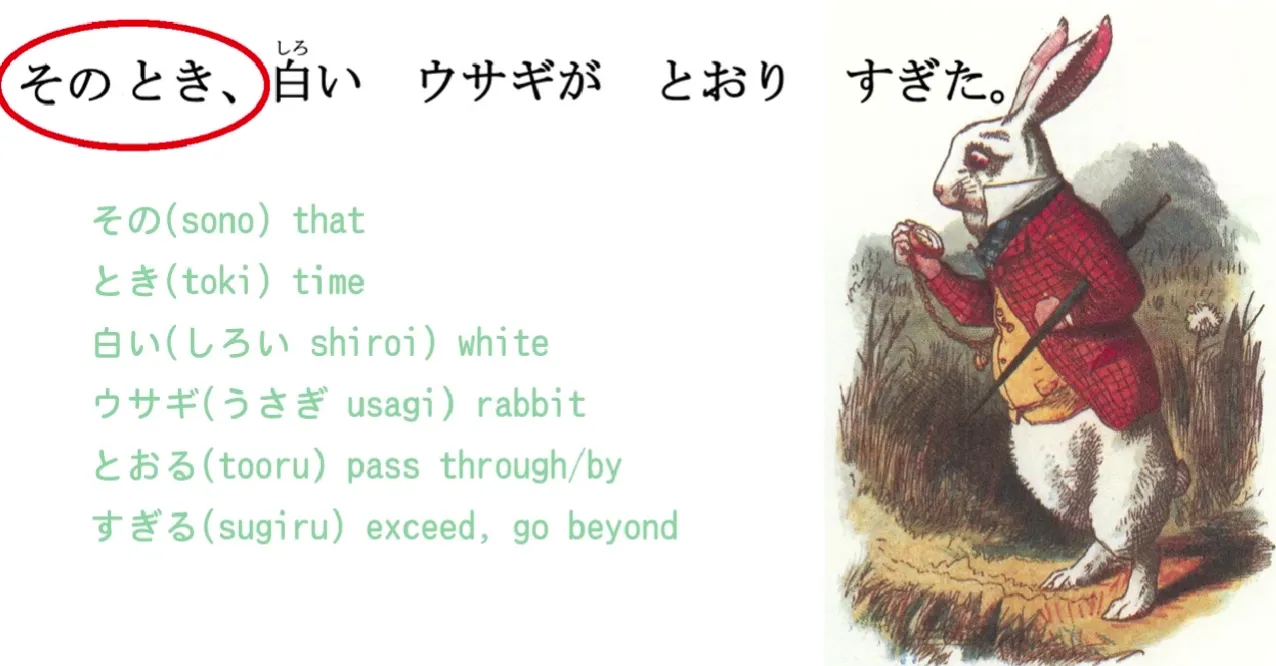 そのとき、白い　ウサギが　とおり　すぎた。
しろ
その(sono) that
とき(toki) time
白い(しろい shiroi) white
ウサギ(うさぎ usagi) rabbit
とおる(tooru) pass through/by
すぎる(sugiru) exceed, go beyond